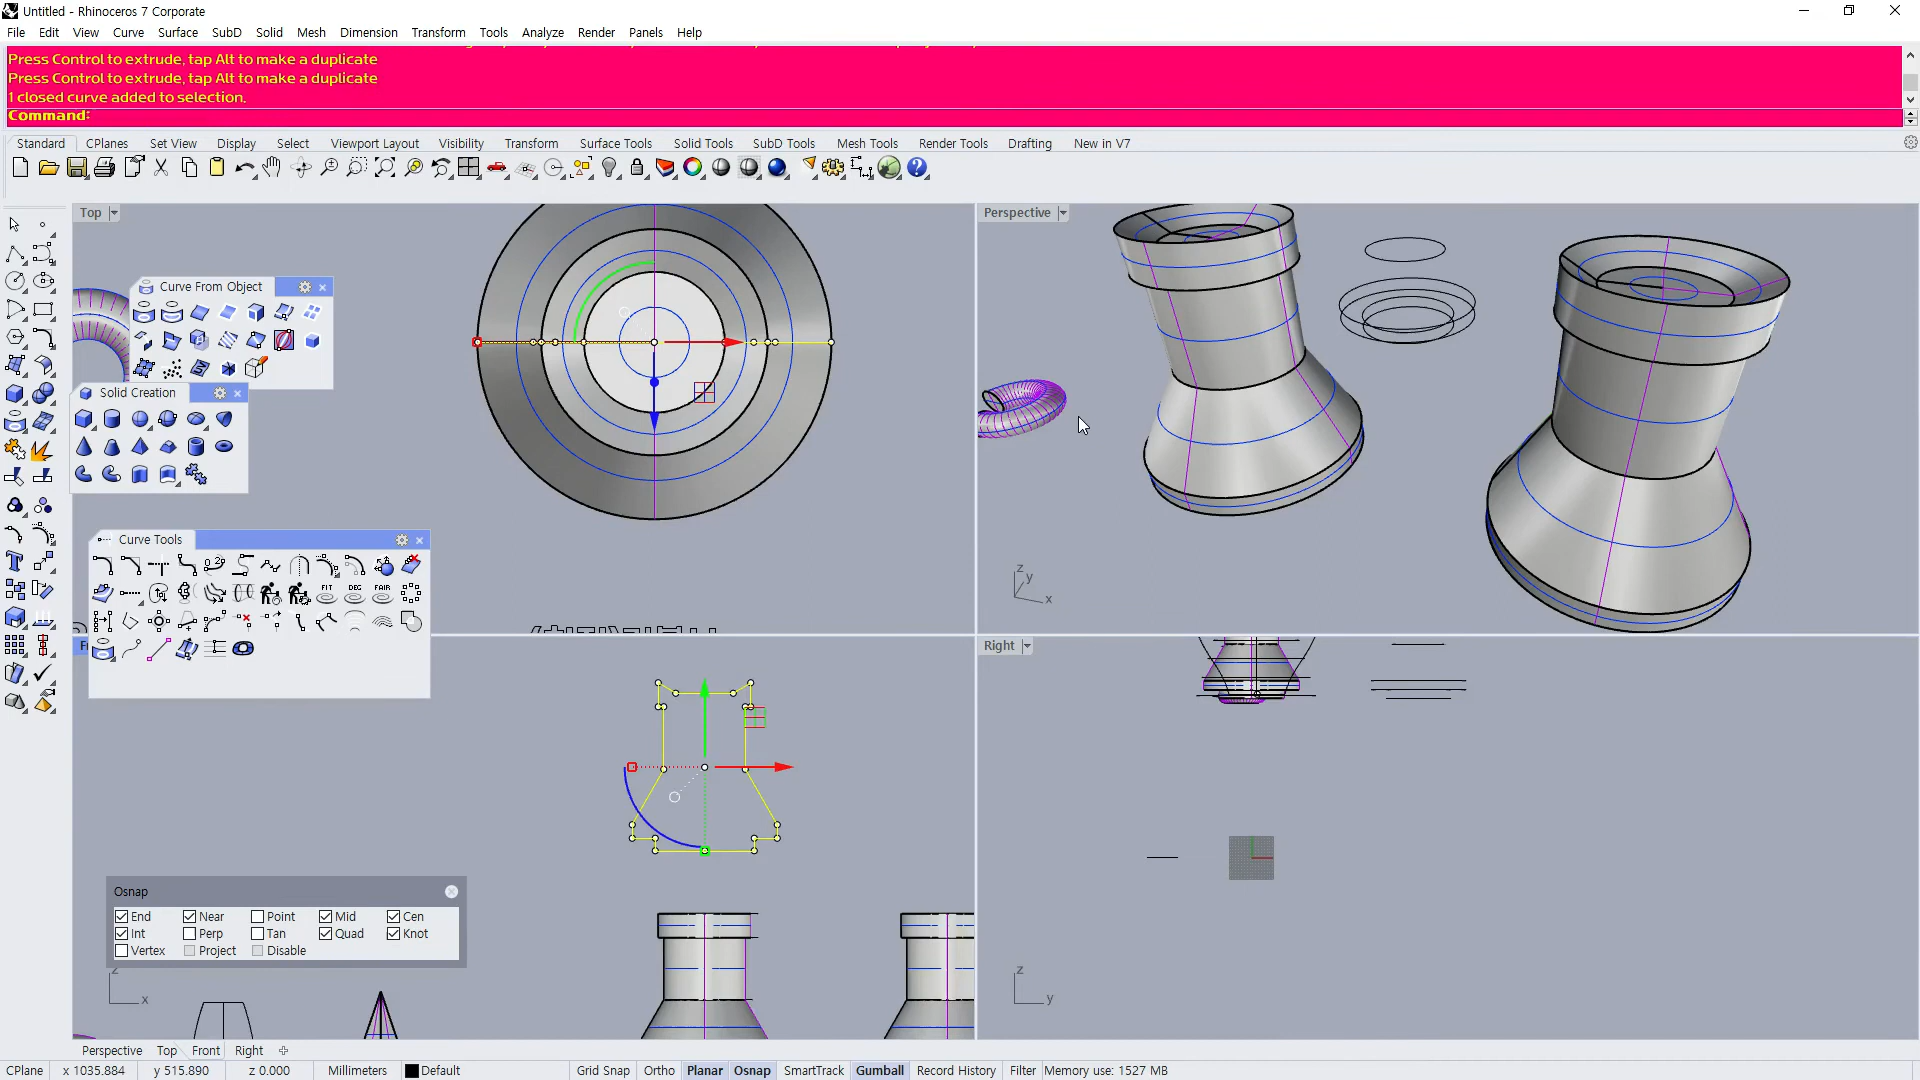 Untitled - Rhinoceros 7 Corporate
File Edit View Curve Surface SubD Solid Mesh Dimension Transform Tools Analyze Render Panels Help
Press Control to extrude, tap Alt to make a duplicate
Press Control to extrude, tap Alt to make a duplicate
1 closed curve added to selection.
Command:
Standard CPlanes Set View Display Select Viewport Layout Visibility Transform Surface Tools Solid Tools SubD Tools Mesh Tools Render Tools Drafting New in V7
Top
Perspective
Curve From Object
Solid Creation
Curve Tools
FIT DEG FAIR
z
y
x
Right
Osnap
End Near Point Mid Cen
Int Perp Tan Quad Knot
Vertex Project Disable
z
x
z
y
Perspective Top Front Right
CPlane x 1035.884 y 515.890 z 0.000 Millimeters Default Grid Snap Ortho Planar Osnap SmartTrack Gumball Record History Filter Memory use: 1527 MB